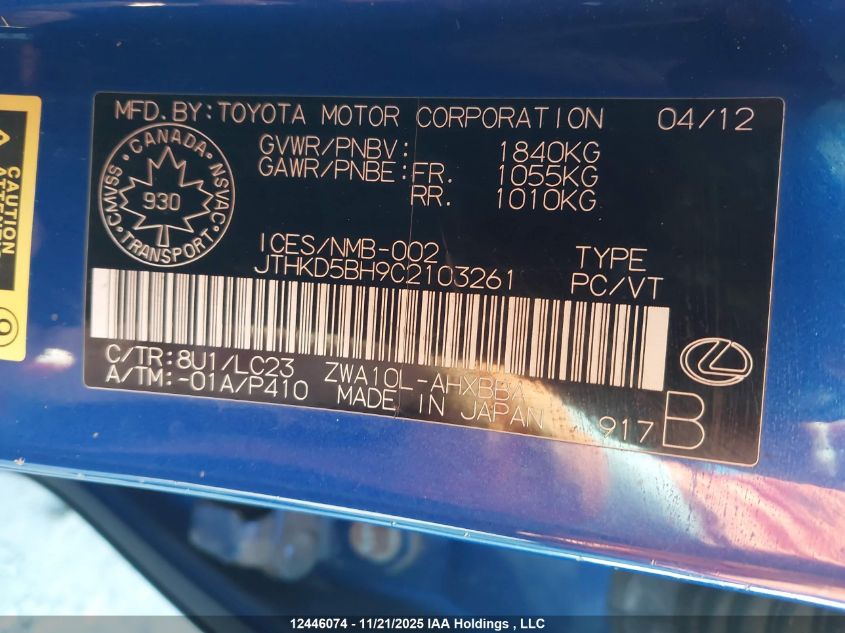 MFD.BY:TOYOTA MOTOR CORPORATION 04/12
GVWR/PNBV: 1840KG
GAWR/PNBE:FR. 1055KG
RR. 1010KG
CANADA
CMVSS NSVAC
930
TRANSPORT
ICES/NMB-002 TYPE
JTHKD5BH9C2103261 PC/VT
C/TR:8U1/LC23 ZWA10L-AHXBBA
A/TM:-01A/P410 MADE IN JAPAN 917 B
CAUTION
12446074 - 11/21/2025 IAA Holdings , LLC